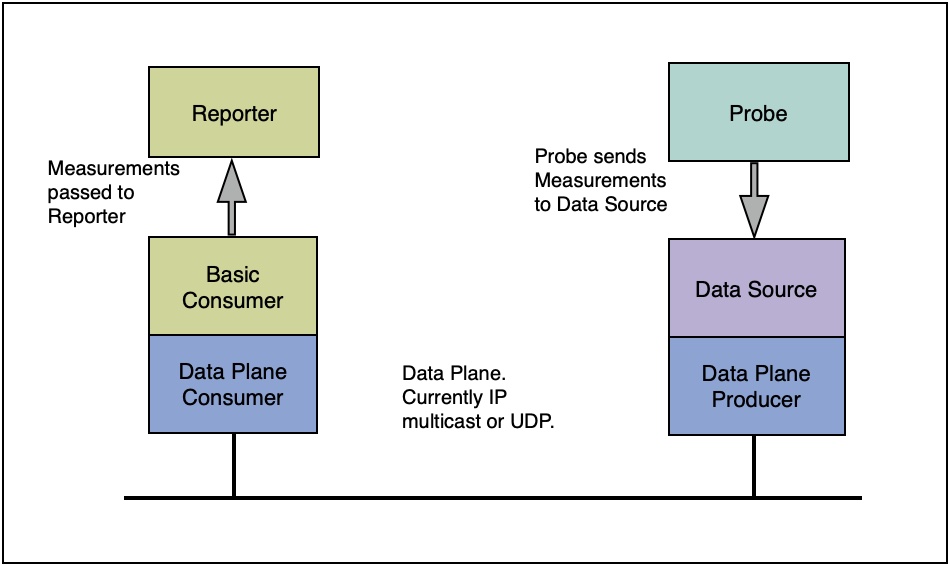 Reporter
Probe
Measurements
passed to
Reporter
Probe sends
Measurements
to Data Source
Basic
Consumer
Data Source
Data Plane
Consumer
Data Plane.
Currently IP
multicast or UDP.
Data Plane
Producer